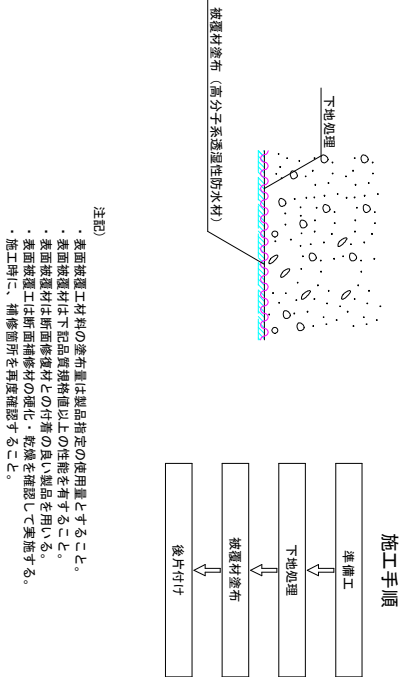 下地処理
被覆材塗布（高分子系透湿性防水材）
施工手順
準備工
下地処理
被覆材塗布
後片付け
注記）
・表面被覆工材料の塗布量は製品指定の使用量とすること。
・表面被覆材は下記品質規格値以上の性能を有すること。
・表面被覆材は断面修復材との付着の良い製品を用いる。
・表面被覆工は断面補修材の硬化・乾燥を確認して実施する。
・施工時に、補修箇所を再度確認すること。